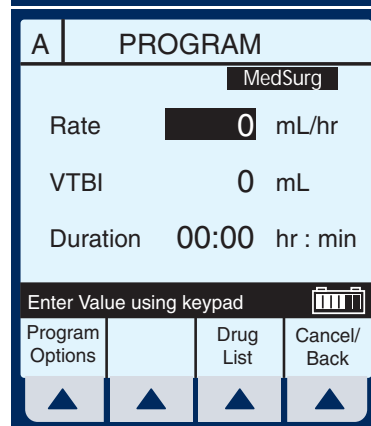 A PROGRAM
MedSurg
Rate 0 mL/hr
VTBI 0 mL
Duration 00:00 hr : min
Enter Value using keypad
Program Options
Drug List
Cancel/ Back